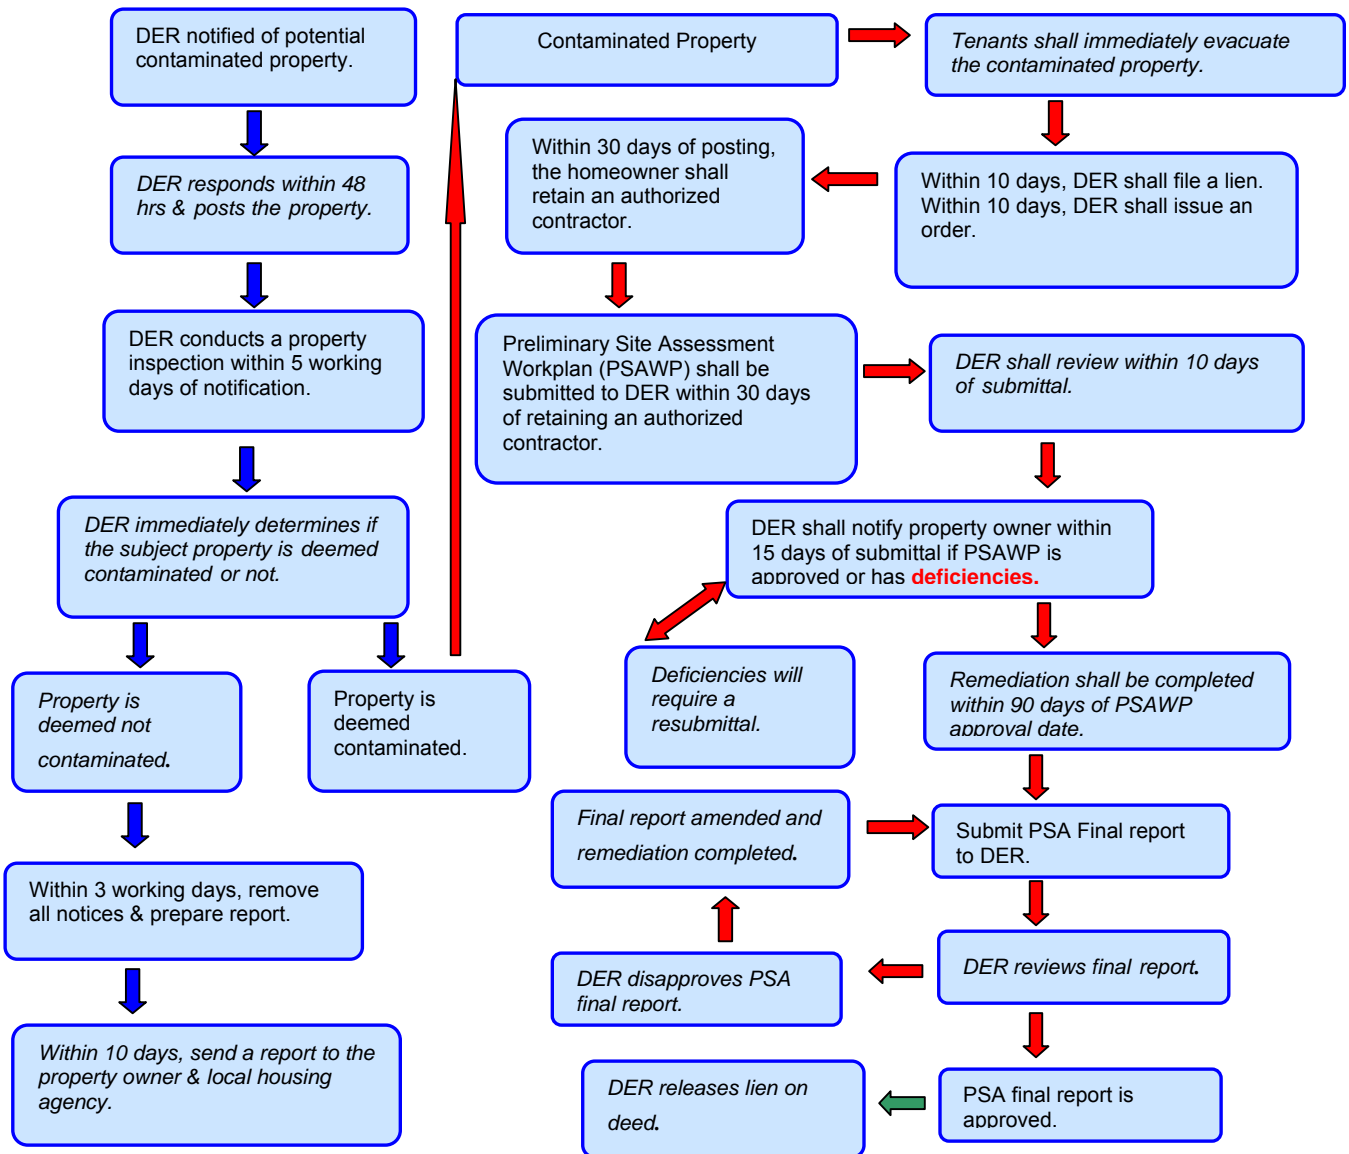 DER notified of potential
contaminated property.
DER responds within 48
hrs & posts the property.
DER conducts a property
inspection within 5 working
days of notification.
DER immediately determines if
the subject property is deemed
contaminated or not.
Property is
deemed not
contaminated.
Property is
deemed
contaminated.
Within 3 working days, remove
all notices & prepare report.
Within 10 days, send a report to the
property owner & local housing
agency.
Contaminated Property
Tenants shall immediately evacuate
the contaminated property.
Within 10 days, DER shall file a lien.
Within 10 days, DER shall issue an
order.
Within 30 days of posting,
the homeowner shall
retain an authorized
contractor.
Preliminary Site Assessment
Workplan (PSAWP) shall be
submitted to DER within 30 days
of retaining an authorized
contractor.
DER shall review within 10 days
of submittal.
DER shall notify property owner within
15 days of submittal if PSAWP is
approved or has deficiencies.
Deficiencies will
require a
resubmittal.
Remediation shall be completed
within 90 days of PSAWP
approval date.
Submit PSA Final report
to DER.
DER reviews final report.
DER disapproves PSA
final report.
Final report amended and
remediation completed.
PSA final report is
approved.
DER releases lien on
deed.